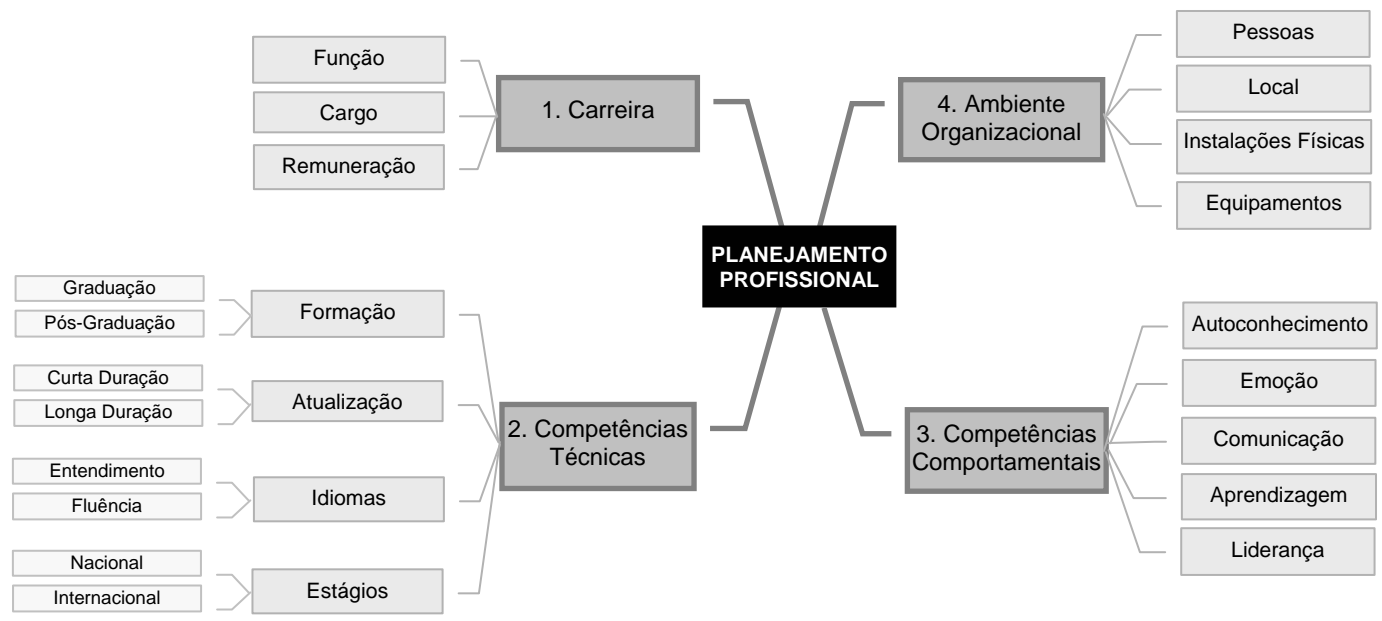 PLANEJAMENTO
PROFISSIONAL
1. Carreira
Função
Cargo
Remuneração
2. Competências
Técnicas
Formação
Graduação
Pós-Graduação
Atualização
Curta Duração
Longa Duração
Idiomas
Entendimento
Fluência
Estágios
Nacional
Internacional
3. Competências
Comportamentais
Autoconhecimento
Emoção
Comunicação
Aprendizagem
Liderança
4. Ambiente
Organizacional
Pessoas
Local
Instalações Físicas
Equipamentos